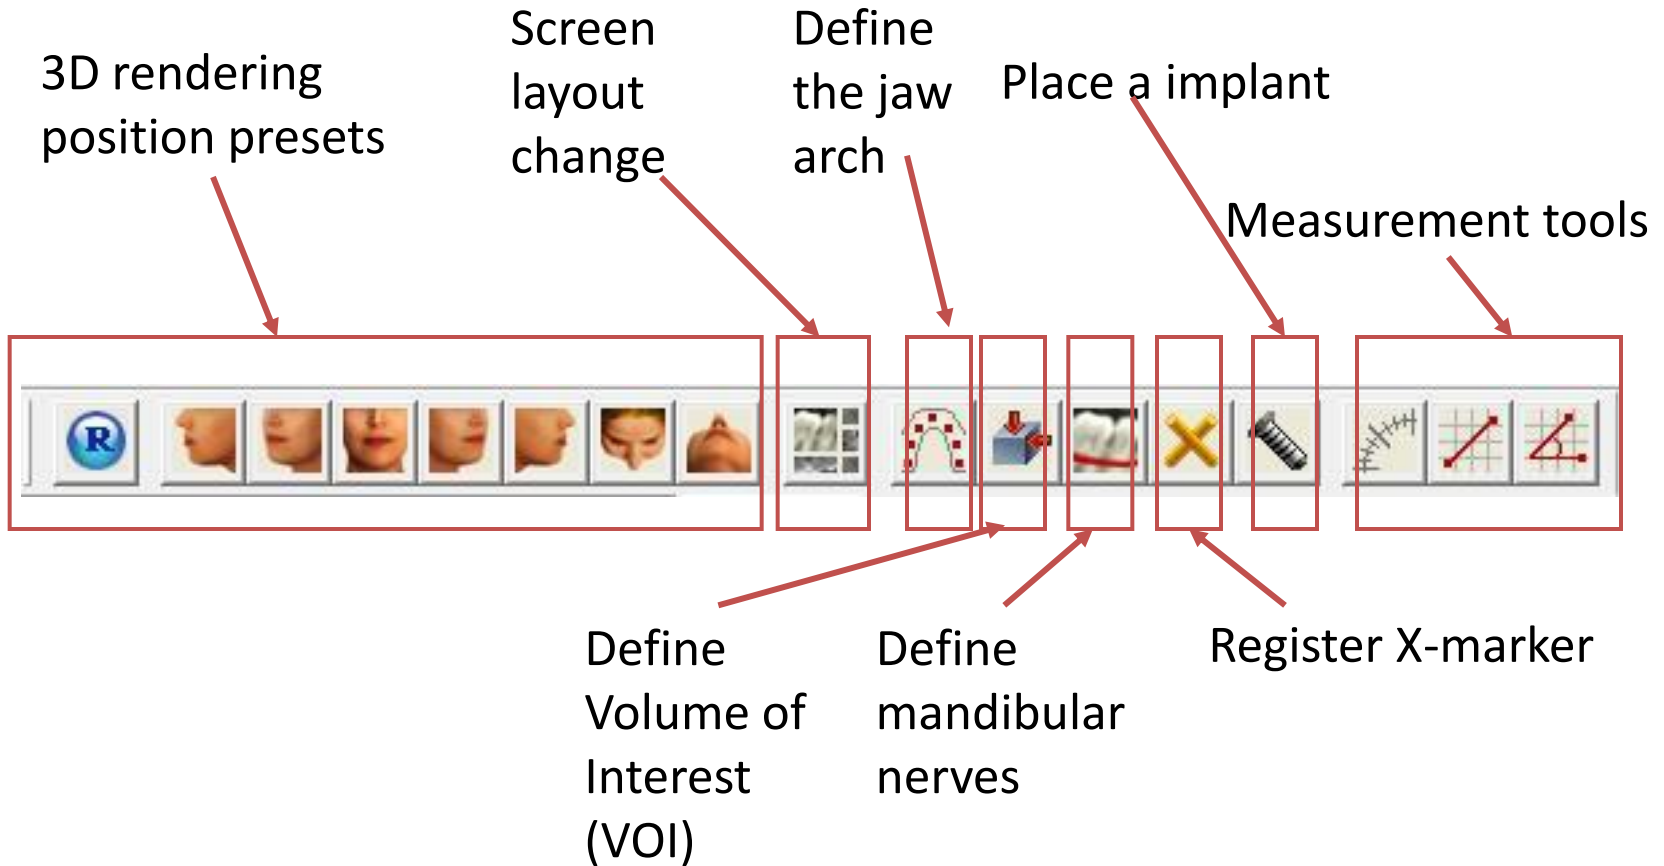 3D rendering
position presets
Screen
layout
change
Define
the jaw
arch
Place a implant
Measurement tools
R
Define
Volume of
Interest
(VOI)
Define
mandibular
nerves
Register X-marker